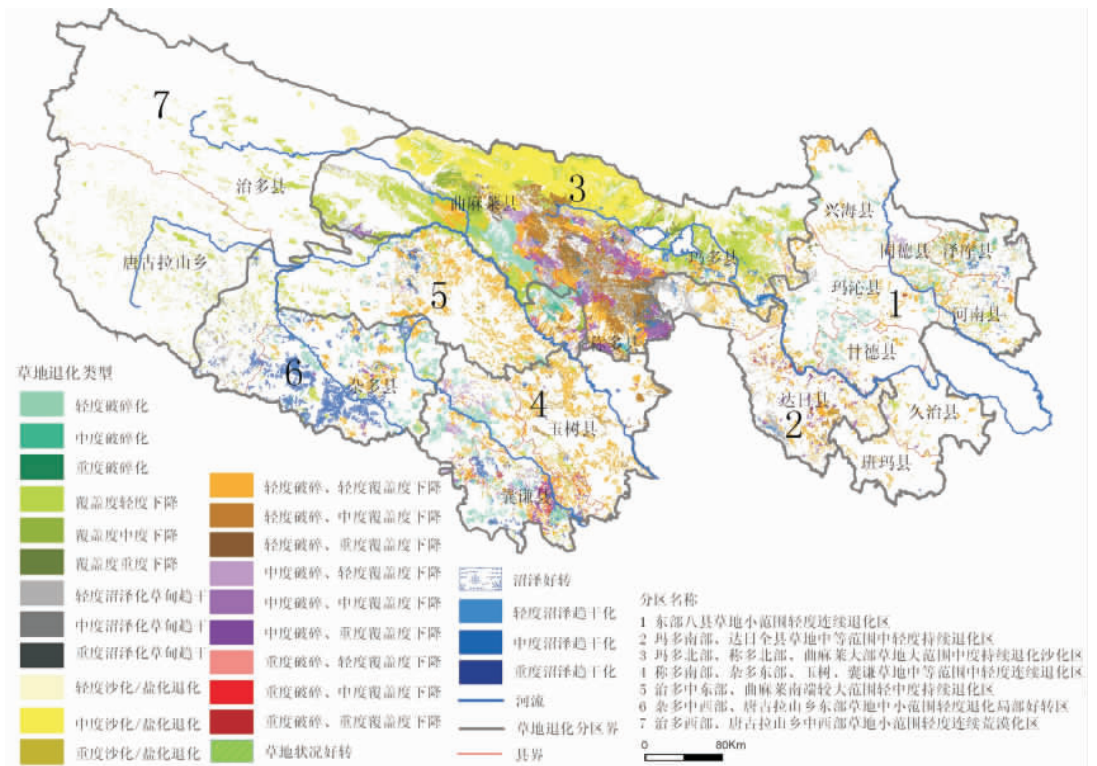 7
3
治多县
曲麻莱县
兴海县
同德县
泽库县
唐古拉山乡
玛多县
玛沁县
1
河南县
5
甘德县
称多县
6
杂多县
4
玉树县
达日县
2
久治县
班玛县
囊谦县
草地退化类型
轻度破碎化
中度破碎化
重度破碎化
覆盖度轻度下降
覆盖度中度下降
覆盖度重度下降
轻度沼泽化草甸趋干
中度沼泽化草甸趋干
重度沼泽化草甸趋干
轻度沙化/盐化退化
中度沙化/盐化退化
重度沙化/盐化退化
轻度破碎、轻度覆盖度下降
轻度破碎、中度覆盖度下降
轻度破碎、重度覆盖度下降
中度破碎、轻度覆盖度下降
中度破碎、中度覆盖度下降
中度破碎、重度覆盖度下降
重度破碎、轻度覆盖度下降
重度破碎、中度覆盖度下降
重度破碎、重度覆盖度下降
草地状况好转
沼泽好转
轻度沼泽趋干化
中度沼泽趋干化
重度沼泽趋干化
河流
草地退化分区界
县界
分区名称
1 东部八县草地小范围轻度连续退化区
2 玛多南部、达日全县草地中等范围中轻度持续退化区
3 玛多北部、称多北部、曲麻莱大部草地大范围中度持续退化沙化区
4 称多南部、杂多东部、玉树、囊谦草地中等范围中轻度连续退化区
5 治多中东部、曲麻莱南端较大范围轻中度持续退化区
6 杂多中西部、唐古拉山乡东部草地中小范围轻度退化局部好转区
7 治多西部、唐古拉山乡中西部草地小范围轻度连续荒漠化区
0 80Km